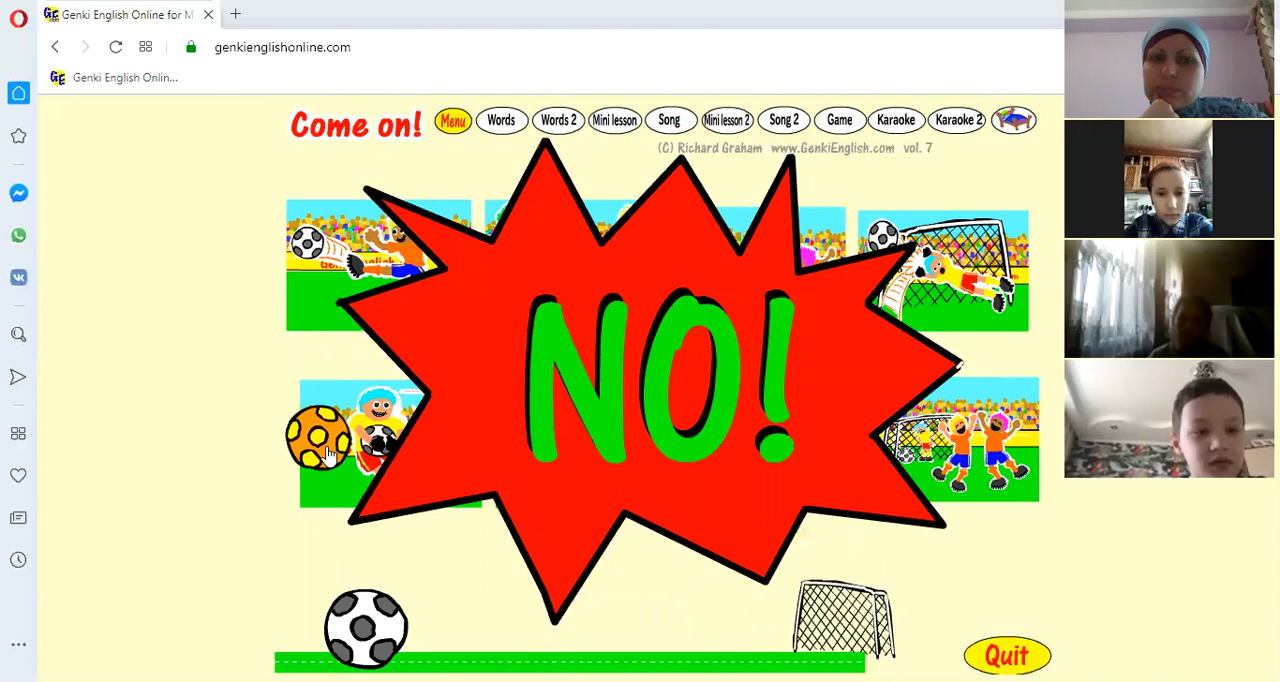 Genki English Online for M
genkienglishonline.com
Genki English Onlin...
Come on!
Menu
Words
Words 2
Mini lesson
Song
Mini lesson 2
Song 2
Game
Karaoke
Karaoke 2
(C) Richard Graham www.GenkiEnglish.com vol. 7
NO!
Quit